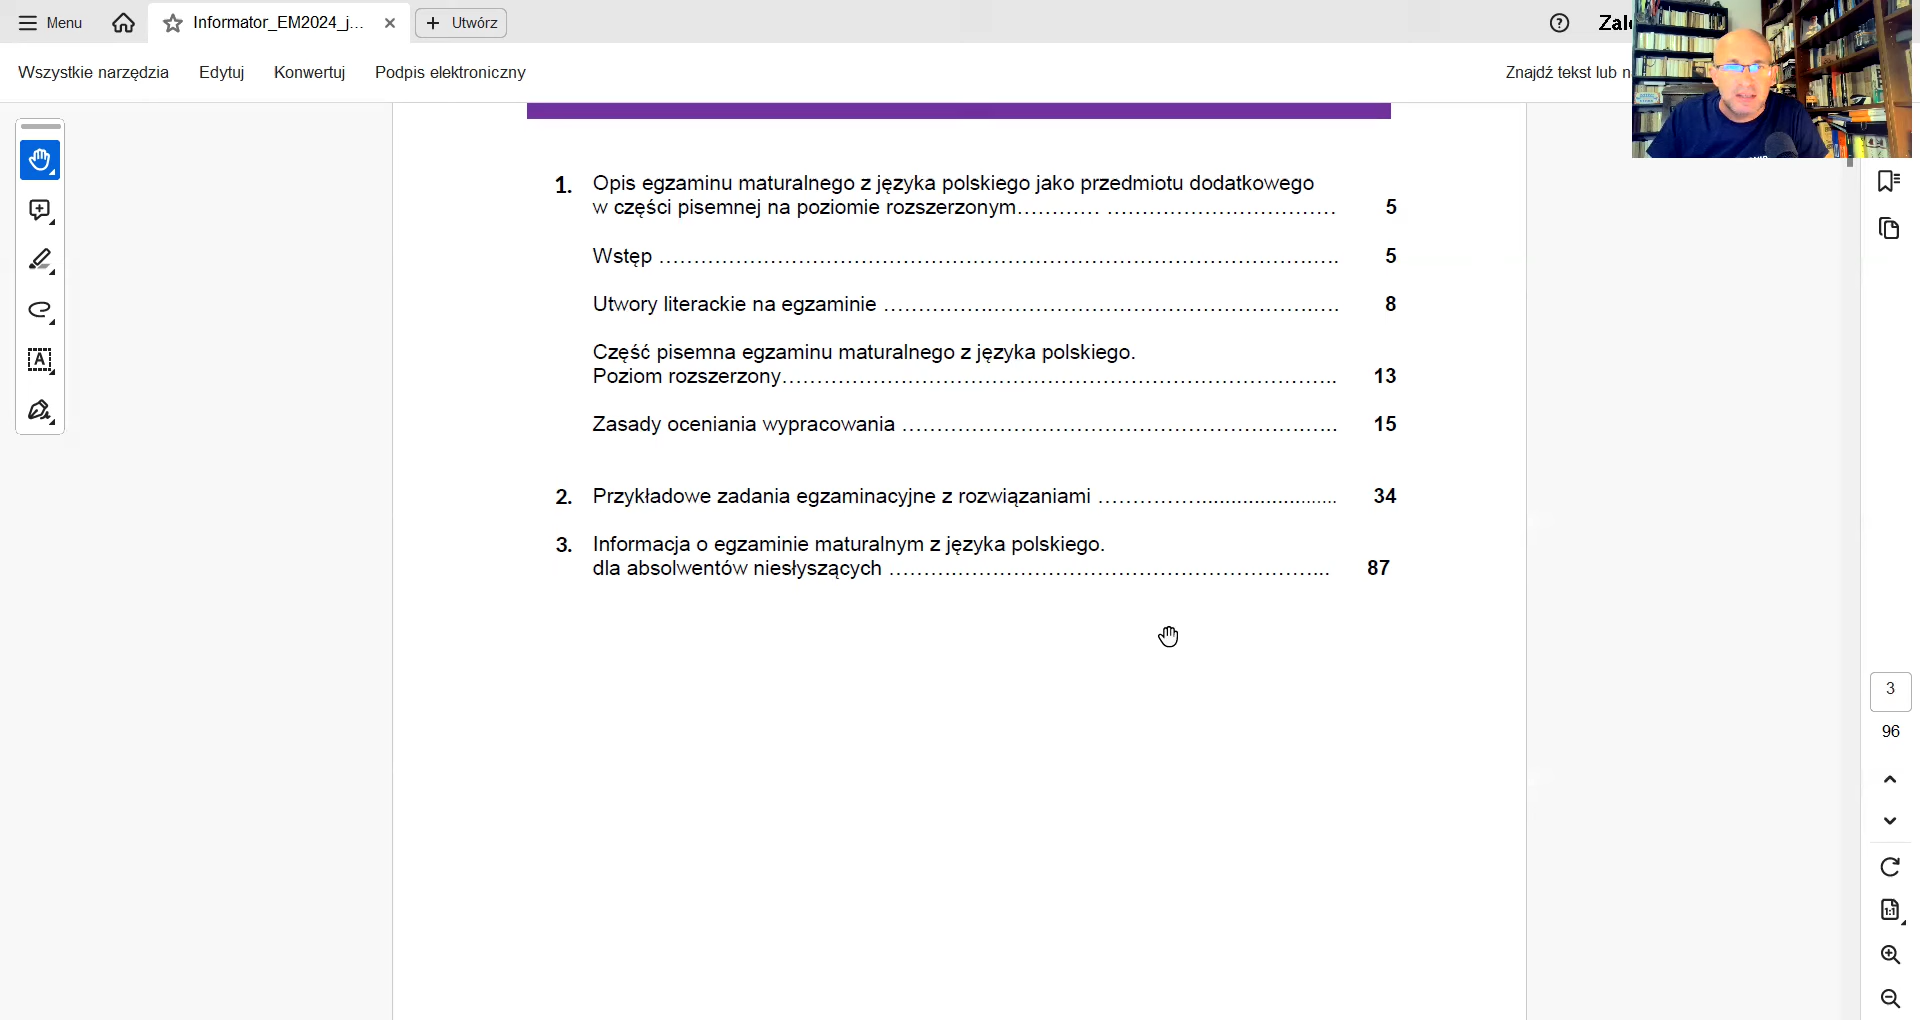 Menu
Informator_EM2024_j...
Utwórz
Wszystkie narzędzia
Edytuj
Konwertuj
Podpis elektroniczny
Znajdź tekst lub
1. Opis egzaminu maturalnego z języka polskiego jako przedmiotu dodatkowego
w części pisemnej na poziomie rozszerzonym............ ................................. 5
Wstęp .................................................................................................. 5
Utwory literackie na egzaminie .................................................................. 8
Część pisemna egzaminu maturalnego z języka polskiego.
Poziom rozszerzony................................................................................ 13
Zasady oceniania wypracowania ............................................................... 15
2. Przykładowe zadania egzaminacyjne z rozwiązaniami ...................................... 34
3. Informacja o egzaminie maturalnym z języka polskiego.
dla absolwentów niesłyszących ................................................................ 87
3
96